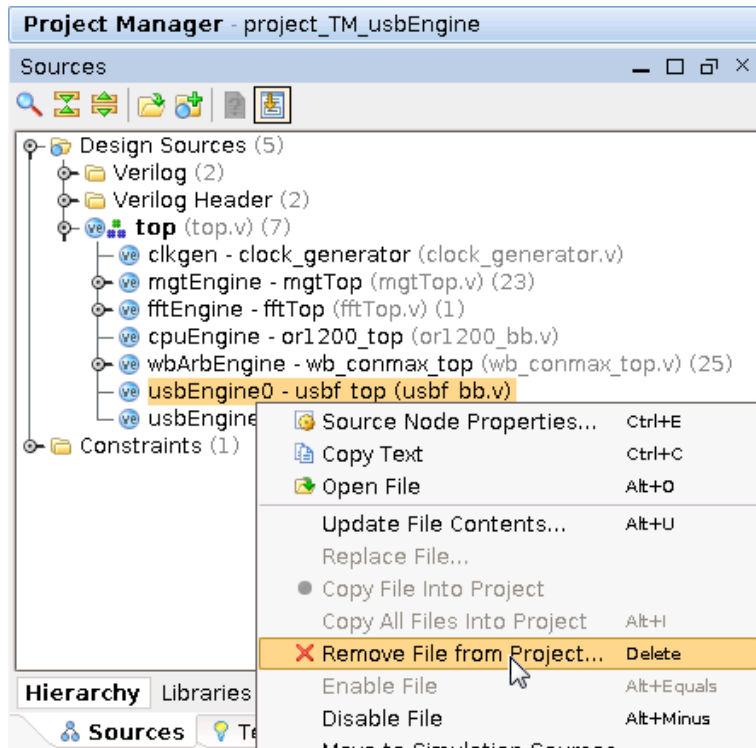 Project Manager - project_TM_usbEngine
Sources
Design Sources (5)
Verilog (2)
Verilog Header (2)
top (top.v) (7)
clkgen - clock_generator (clock_generator.v)
mgtEngine - mgtTop (mgtTop.v) (23)
fftEngine - fftTop (fftTop.v) (1)
cpuEngine - or1200_top (or1200_bb.v)
wbArbEngine - wb_conmax_top (wb_conmax_top.v) (25)
usbEngine0 - usbf_top (usbf_bb.v)
usbEngine
Constraints (1)
Source Node Properties... Ctrl+E
Copy Text Ctrl+C
Open File Alt+O
Update File Contents... Alt+U
Replace File...
Copy File Into Project
Copy All Files Into Project Alt+I
Remove File from Project... Delete
Enable File Alt+Equals
Disable File Alt+Minus
Move to Simulation Sources
Hierarchy Libraries
Sources